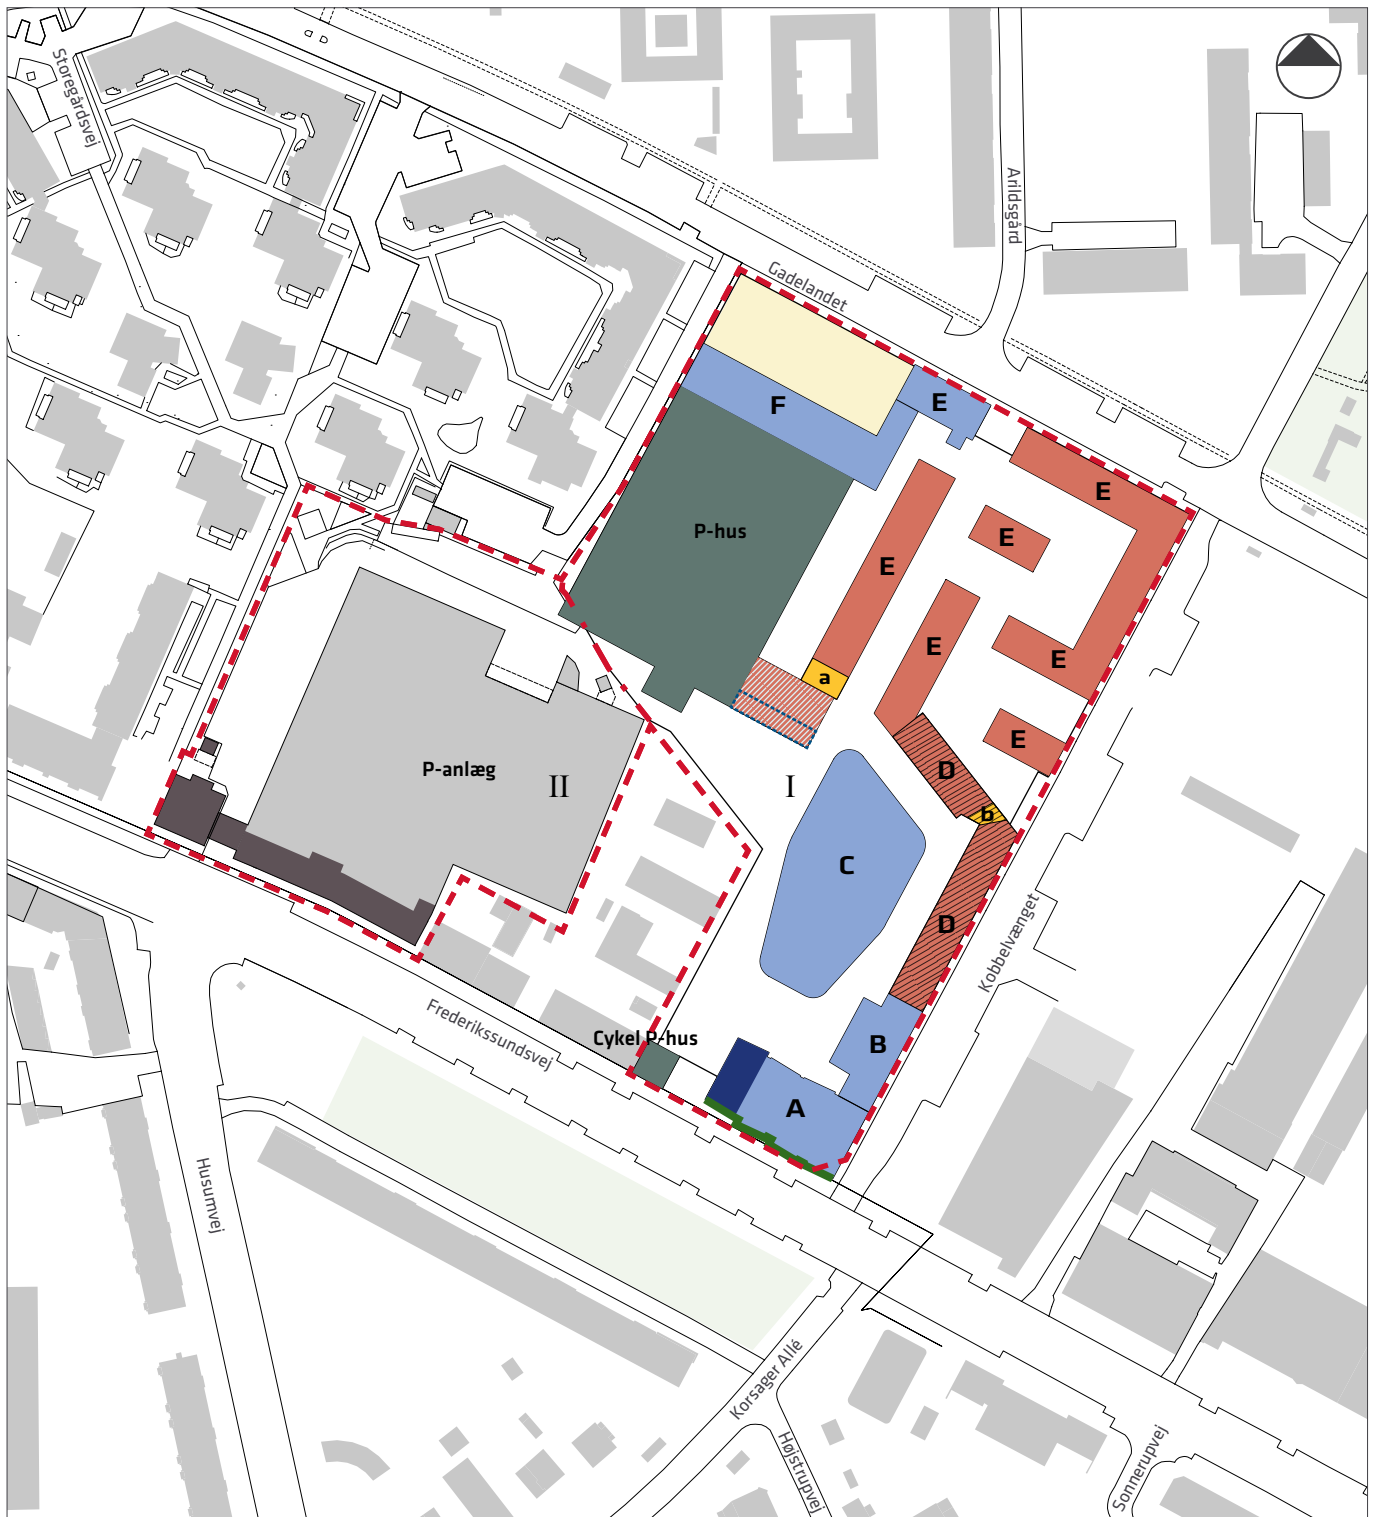 Storegårdsvej
Arildsgård
Gadelandet
E
F
E
P-hus
E
E
E
E
a
E
D
P-anlæg
II
I
b
C
D
Kobbelvænget
Frederikssundsvej
Cykel P-hus
B
A
Husumvej
Korsager Allé
Højstrupvej
Sonnerupvej